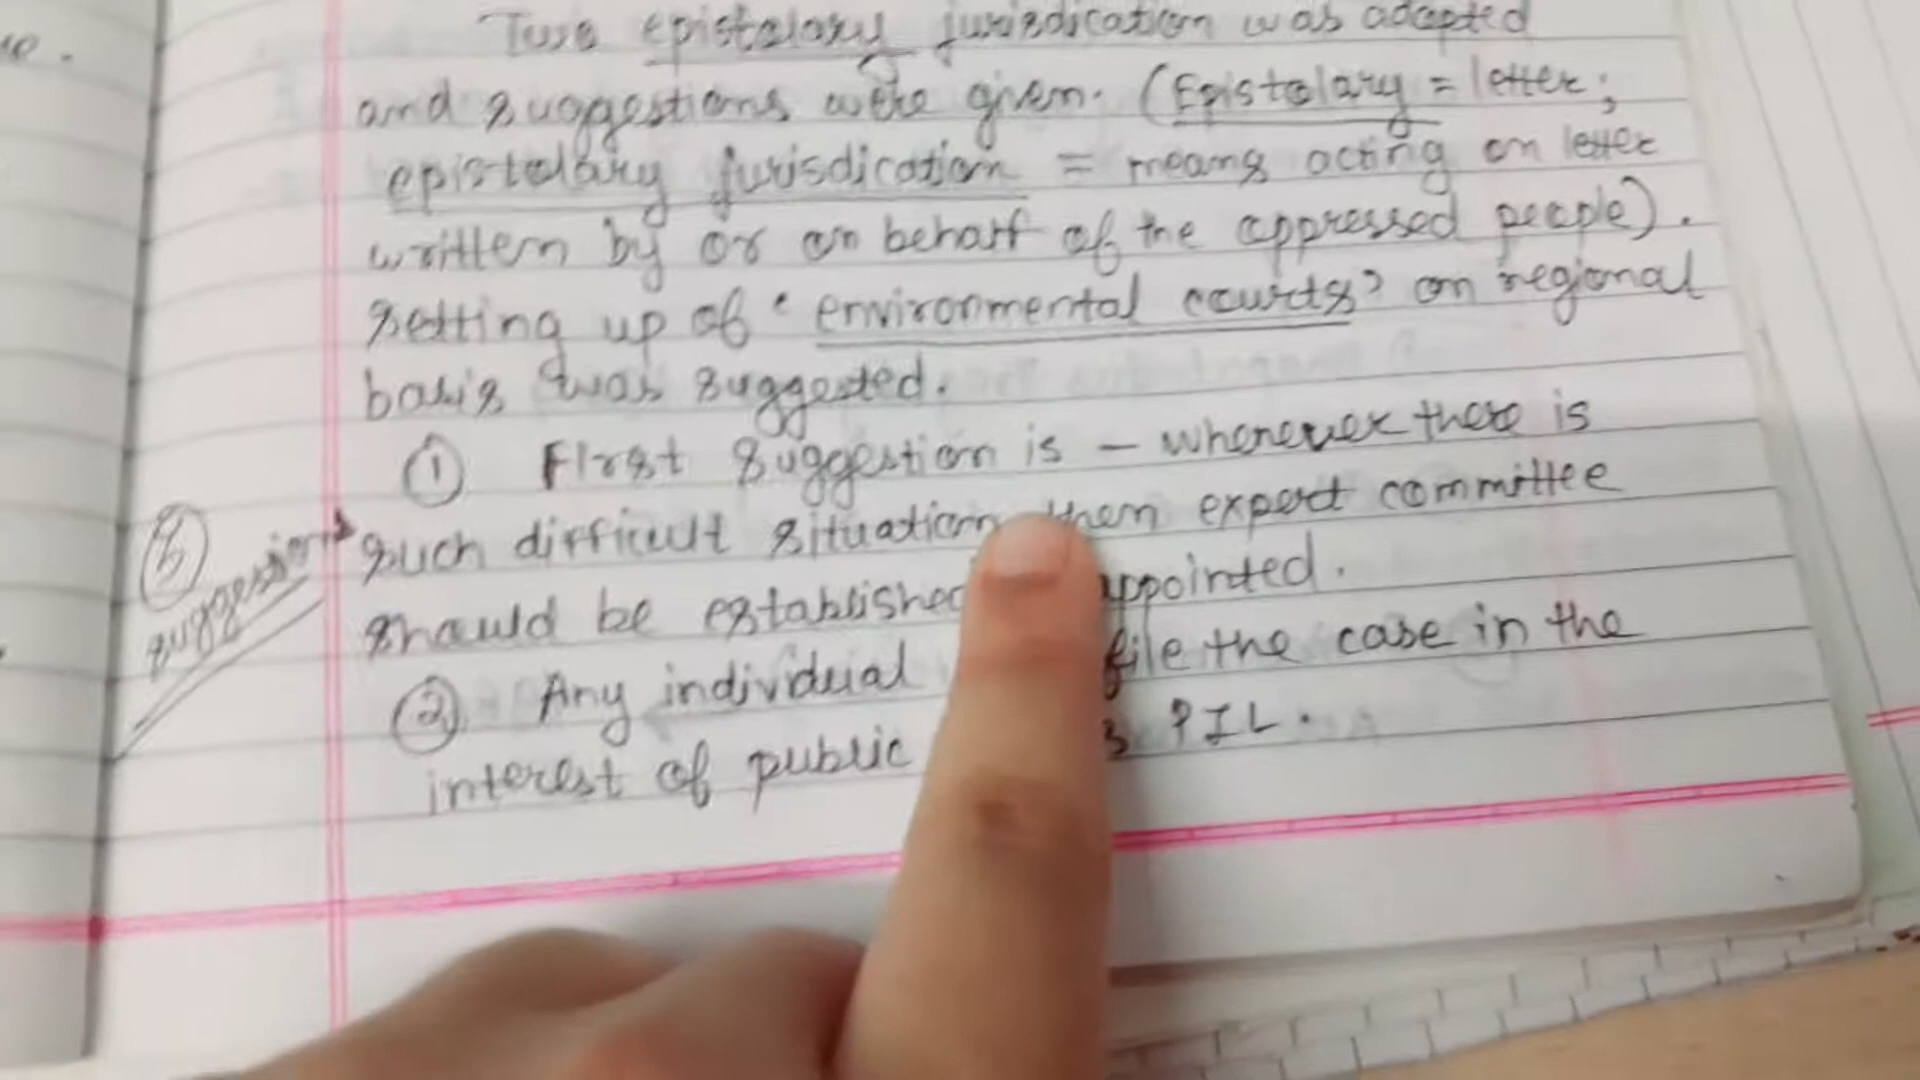 Two epistolary jurisdication was adopted
and suggestions were given. (Epistolary = letter;
epistolary jurisdication = means acting on letter
written by or on behalf of the oppressed people).
setting up of 'environmental courts' on regional
basis was suggested.
① First suggestion is – whenever there is
such difficult situation then expert committee
should be established appointed.
② Any individual file the case in the
interest of public PIL.
⑤
suggestions